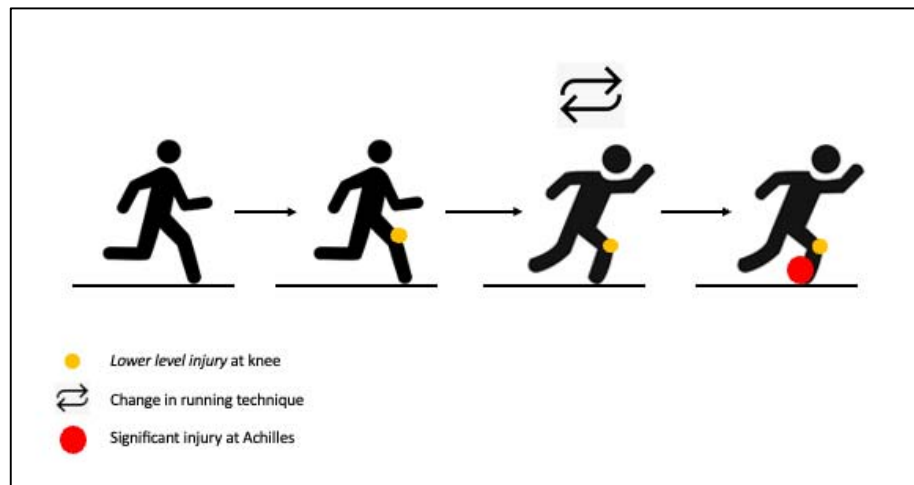 Lower level injury at knee
Change in running technique
Significant injury at Achilles